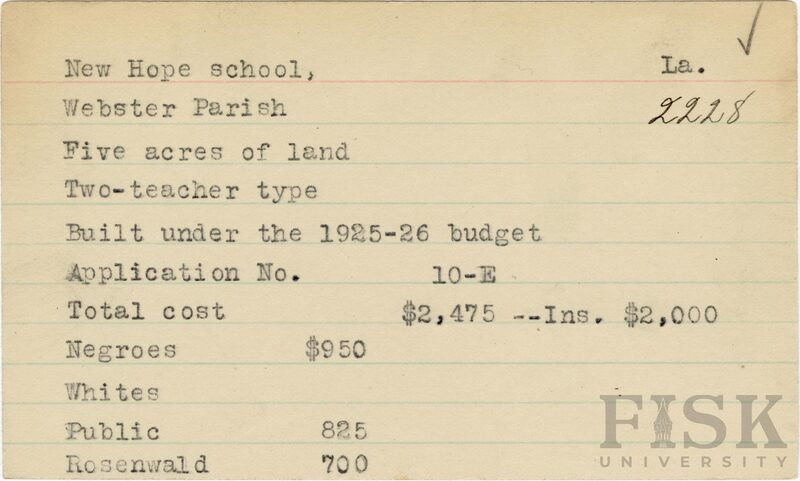 New Hope school, La.
Webster Parish 2228
Five acres of land
Two-teacher type
Built under the 1925-26 budget
Application No. 10-E
Total cost $2,475 --Ins. $2,000
Negroes $950
Whites
Public 825
Rosenwald 700
FISK
UNIVERSITY